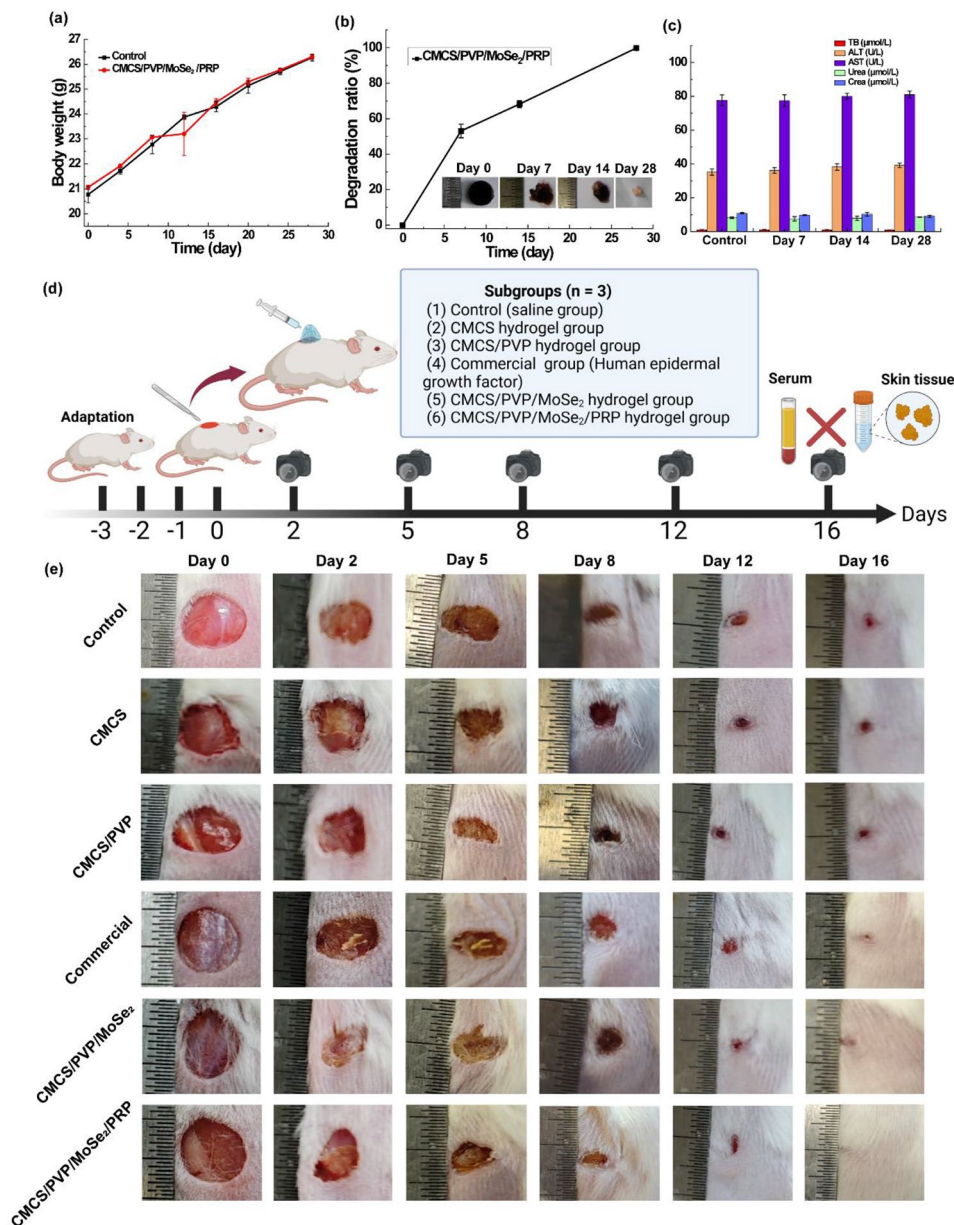 (a)
Body weight (g)
27
26
25
24
23
22
21
20
0
5
10
15
20
25
30
Time (day)
Control
CMCS/PVP/MoSe₂ /PRP
(b)
Degradation ratio (%)
100
80
60
40
20
0
0
5
10
15
20
25
30
Time (day)
CMCS/PVP/MoSe₂/PRP
Day 0
Day 7
Day 14
Day 28
(c)
TB (µmol/L)
ALT (U/L)
AST (U/L)
Urea (µmol/L)
Crea (µmol/L)
120
100
80
60
40
20
0
Control
Day 7
Day 14
Day 28
(d)
Adaptation
Subgroups (n = 3)
(1) Control (saline group)
(2) CMCS hydrogel group
(3) CMCS/PVP hydrogel group
(4) Commercial group (Human epidermal
growth factor)
(5) CMCS/PVP/MoSe₂ hydrogel group
(6) CMCS/PVP/MoSe₂/PRP hydrogel group
Serum
Skin tissue
-3
-2
-1
0
2
5
8
12
16
Days
(e)
Day 0
Day 2
Day 5
Day 8
Day 12
Day 16
Control
CMCS
CMCS/PVP
Commercial
CMCS/PVP/MoSe₂
CMCS/PVP/MoSe₂/PRP